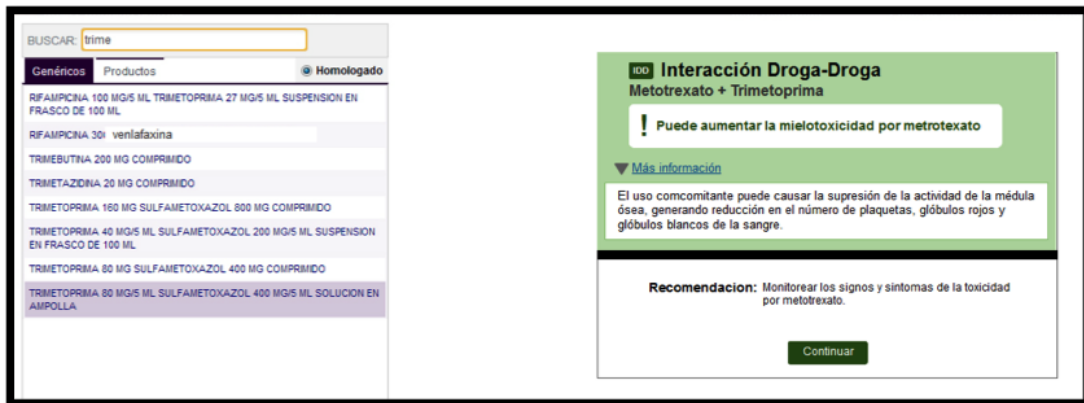 BUSCAR: trime
Genéricos Productos Homologado
RIFAMPICINA 100 MG/5 ML TRIMETOPRIMA 27 MG/5 ML SUSPENSION EN
FRASCO DE 100 ML
RIFAMPICINA 30 venlafaxina
TRIMEBUTINA 200 MG COMPRIMIDO
TRIMETAZIDINA 20 MG COMPRIMIDO
TRIMETOPRIMA 160 MG SULFAMETOXAZOL 800 MG COMPRIMIDO
TRIMETOPRIMA 40 MG/5 ML SULFAMETOXAZOL 200 MG/5 ML SUSPENSION
EN FRASCO DE 100 ML
TRIMETOPRIMA 80 MG SULFAMETOXAZOL 400 MG COMPRIMIDO
TRIMETOPRIMA 80 MG/5 ML SULFAMETOXAZOL 400 MG/5 ML SOLUCION EN
AMPOLLA
IDD Interacción Droga-Droga
Metotrexato + Trimetoprima
! Puede aumentar la mielotoxicidad por metrotexato
Más información
El uso comcomitante puede causar la supresión de la actividad de la médula
ósea, generando reducción en el número de plaquetas, glóbulos rojos y
glóbulos blancos de la sangre.
Recomendacion: Monitorear los signos y sintomas de la toxicidad
por metotrexato.
Continuar